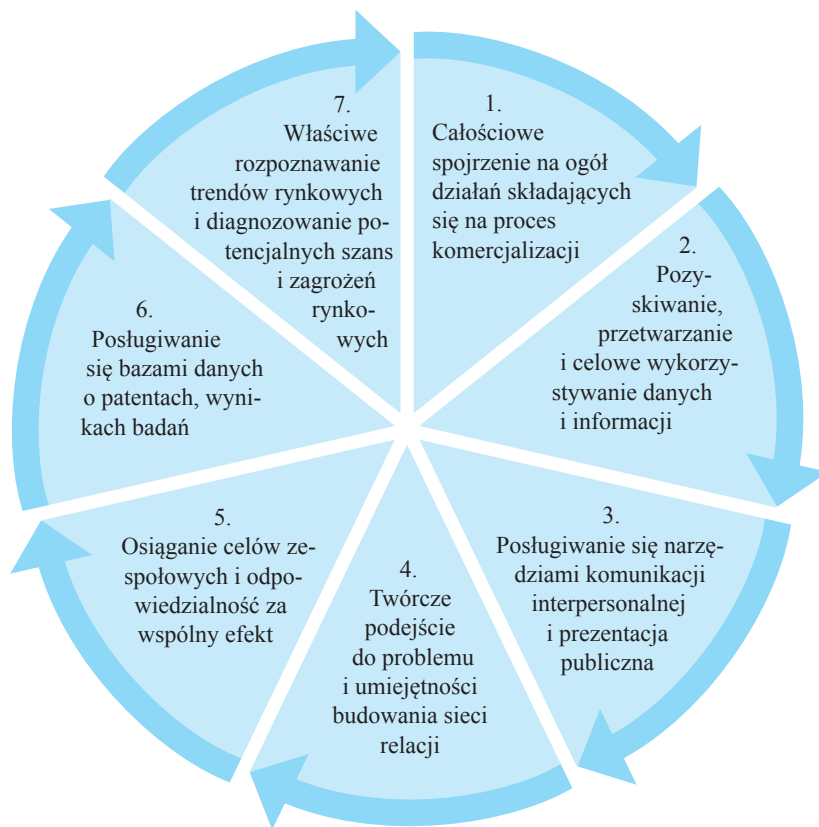 1.
Całościowe
spojrzenie na ogół
działań składających
się na proces
komercjalizacji
2.
Pozy-
skiwanie,
przetwarzanie
i celowe wykorzy-
stywanie danych
i informacji
3.
Posługiwanie się narzę-
dziami komunikacji
interpersonalnej
i prezentacja
publiczna
4.
Twórcze
podejście
do problemu
i umiejętności
budowania sieci
relacji
5.
Osiąganie celów ze-
społowych i odpo-
wiedzialność za
wspólny efekt
6.
Posługiwanie
się bazami danych
o patentach, wyni-
kach badań
7.
Właściwe
rozpoznawanie
trendów rynkowych
i diagnozowanie po-
tencjalnych szans
i zagrożeń
rynko-
wych